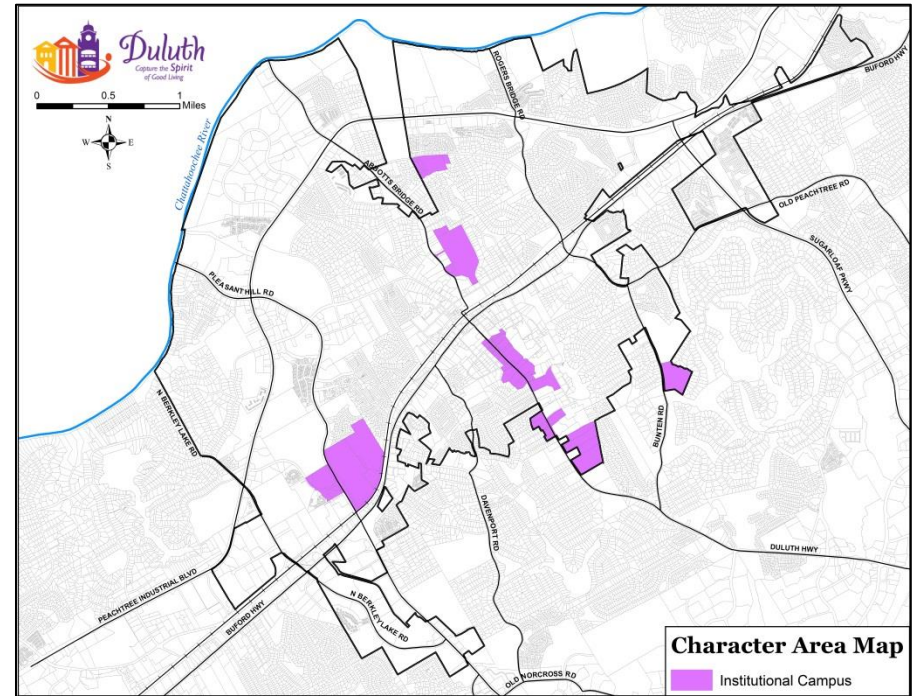 Duluth
Capture the Spirit
of Good Living
0 0.5 1
Miles
N
W E
S
Chattahoochee River
ROGERS BRIDGE RD
BUFORD HWY
ABBOTTS BRIDGE RD
OLD PEACHTREE RD
SUGARLOAF PKWY
PLEASANT HILL RD
N BERKLEY LAKE RD
BUNTEN RD
DAVENPORT RD
DULUTH HWY
PEACHTREE INDUSTRIAL BLVD
BUFORD HWY
N BERKLEY LAKE RD
OLD NORCROSS RD
Character Area Map
Institutional Campus